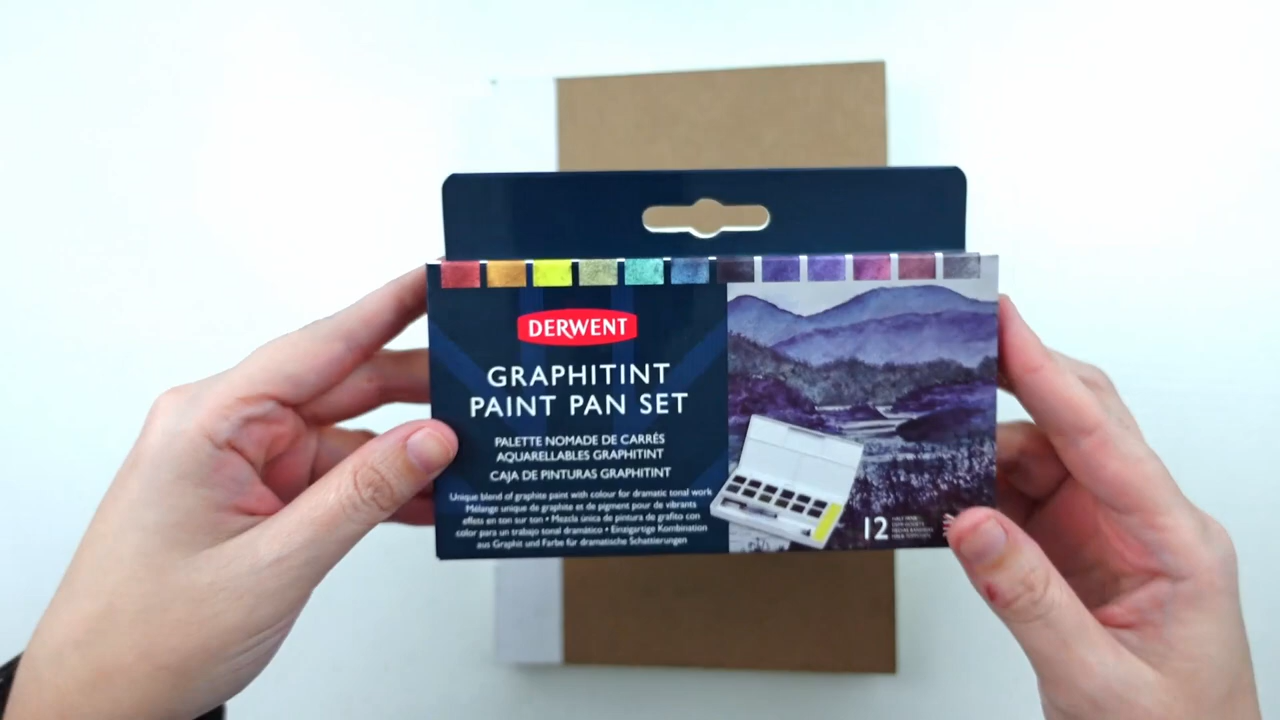 DERWENT
GRAPHITINT
PAINT PAN SET
PALETTE NOMADE DE CARRÉS
AQUARELLABLES GRAPHITINT
CAJA DE PINTURAS GRAPHITINT
Unique blend of graphite paint with colour for dramatic tonal work
Mélange unique de graphite et de pigment pour de vibrants
effets en ton sur ton • Mezcla única de pintura de grafito con
color para un trabajo tonal dramático • Einzigartige Kombination
aus Graphit und Farbe für dramatische Schattierungen
12